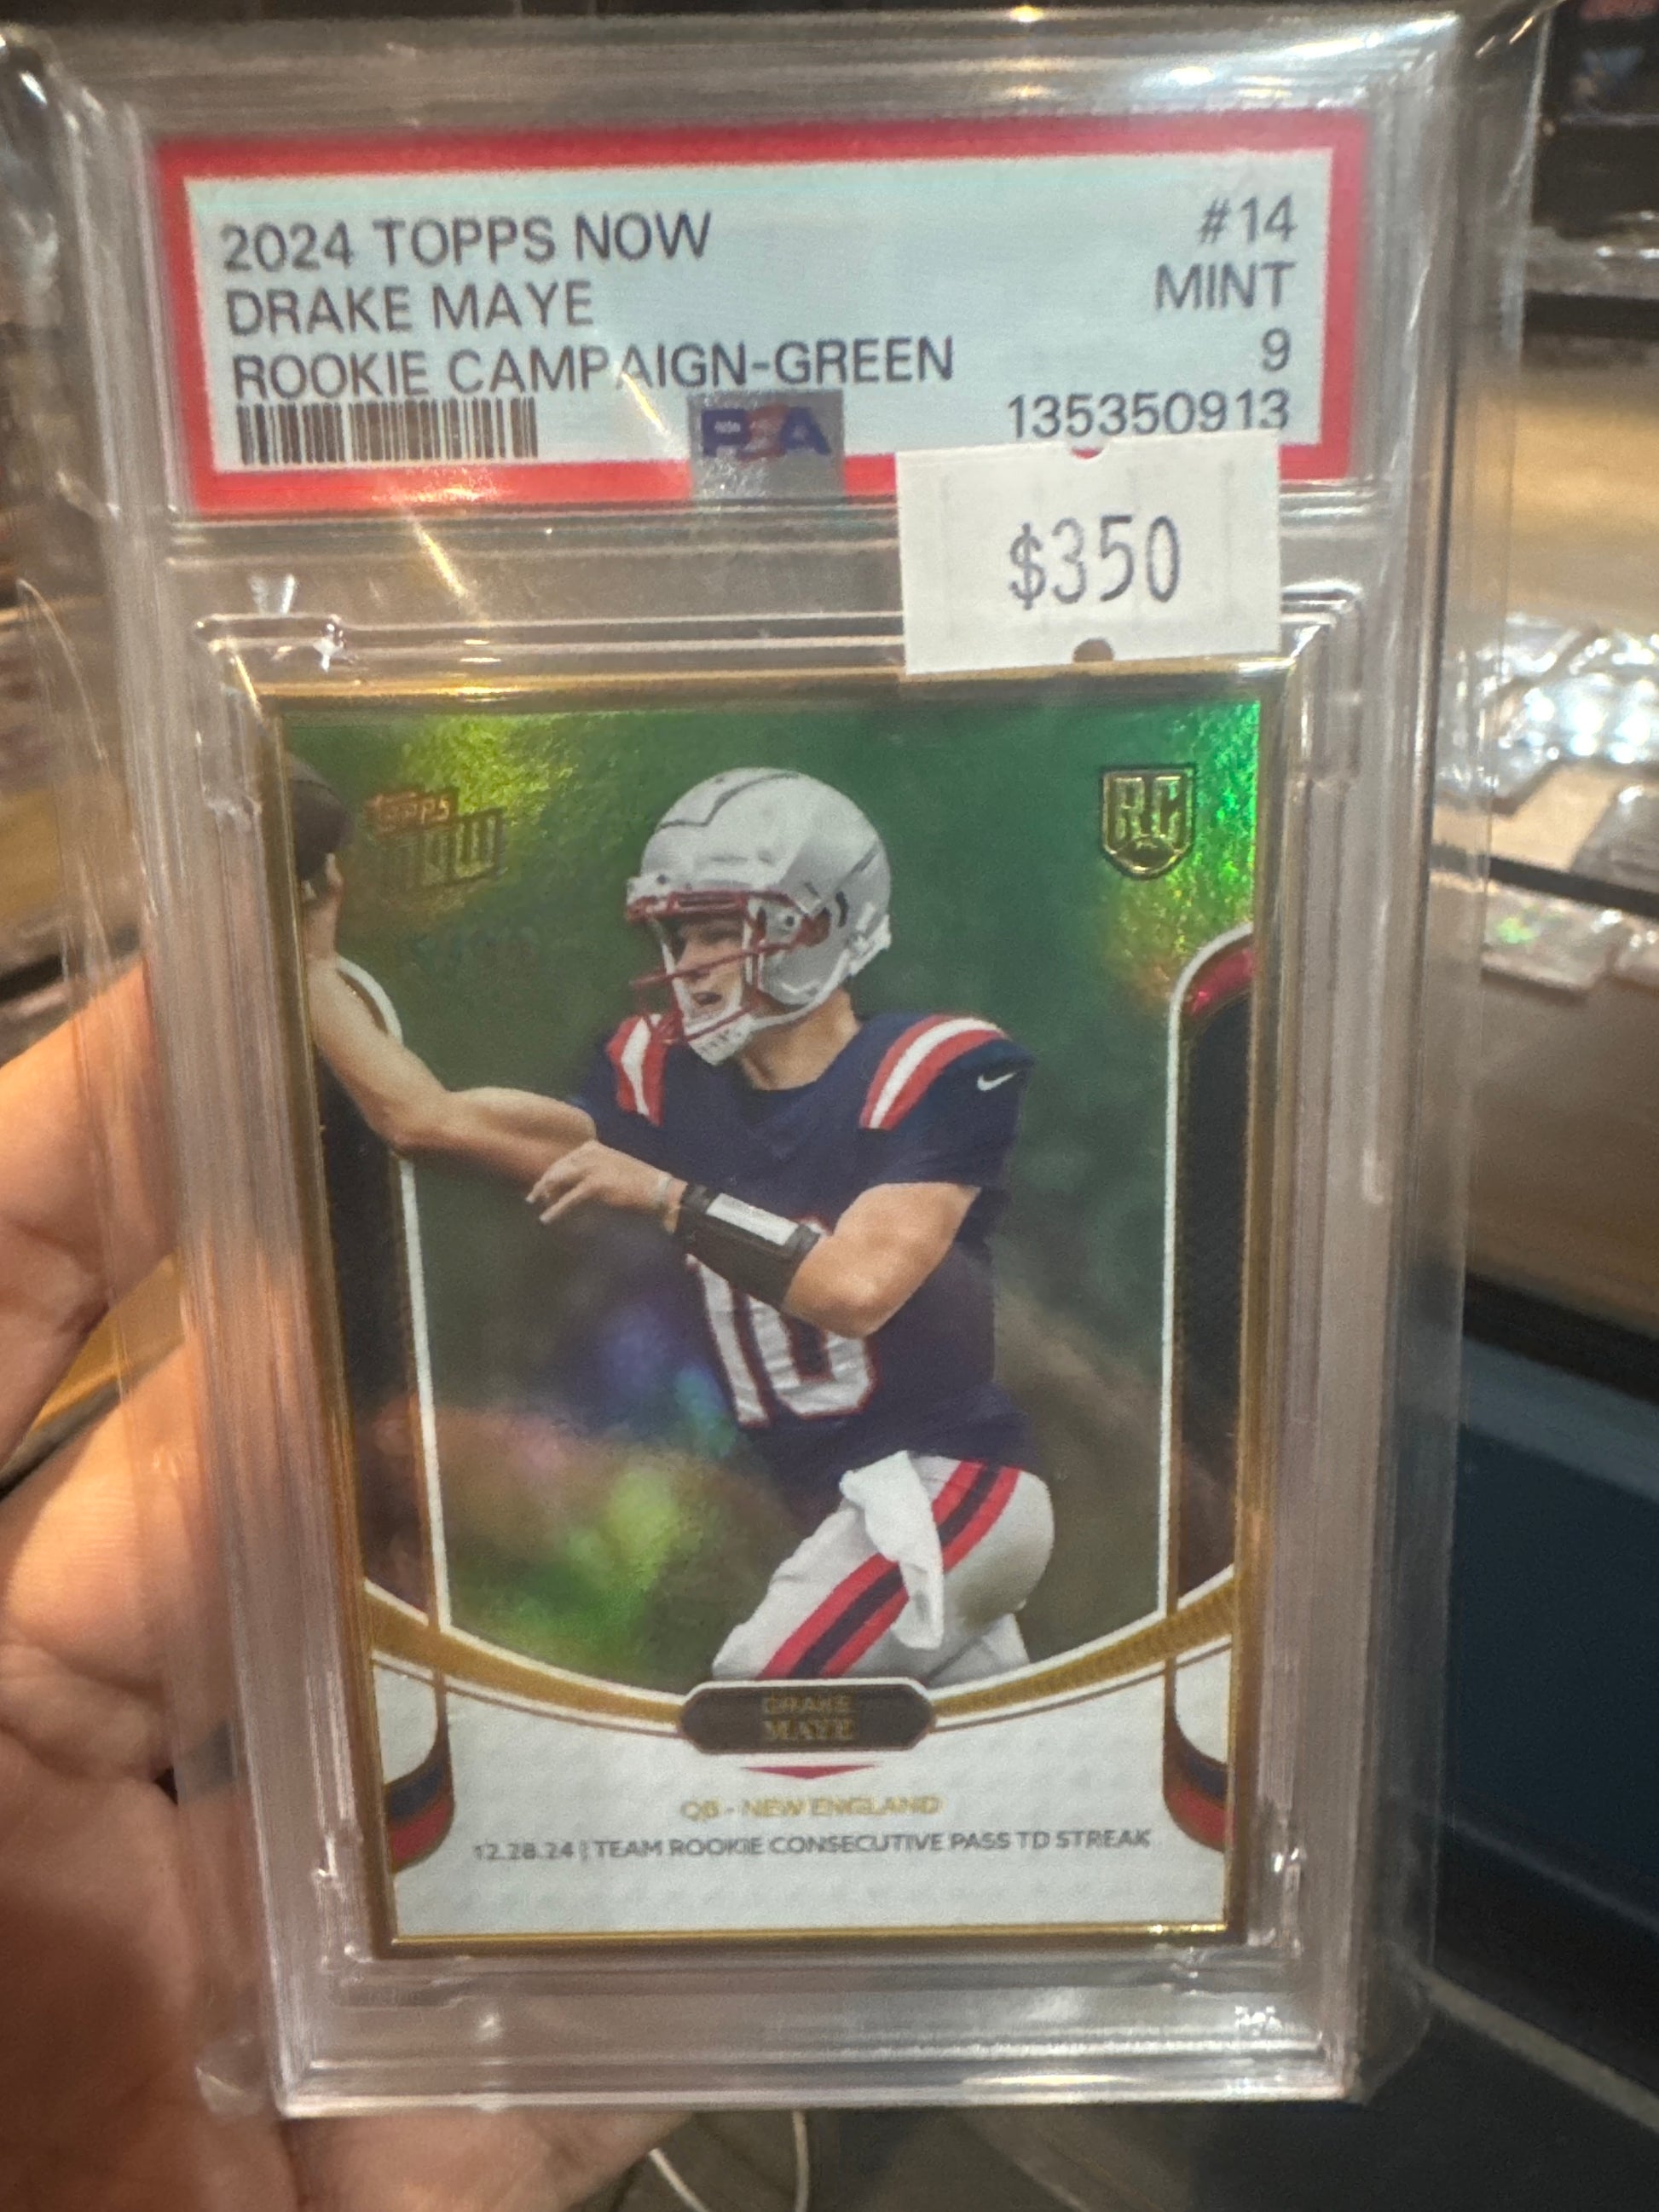 2024 TOPPS NOW #14
DRAKE MAYE MINT
ROOKIE CAMPAIGN-GREEN 9
PSA 135350913
$350
topps
NOW
RC
10
DRAKE
MAYE
QB - NEW ENGLAND
12.28.24 | TEAM ROOKIE CONSECUTIVE PASS TD STREAK